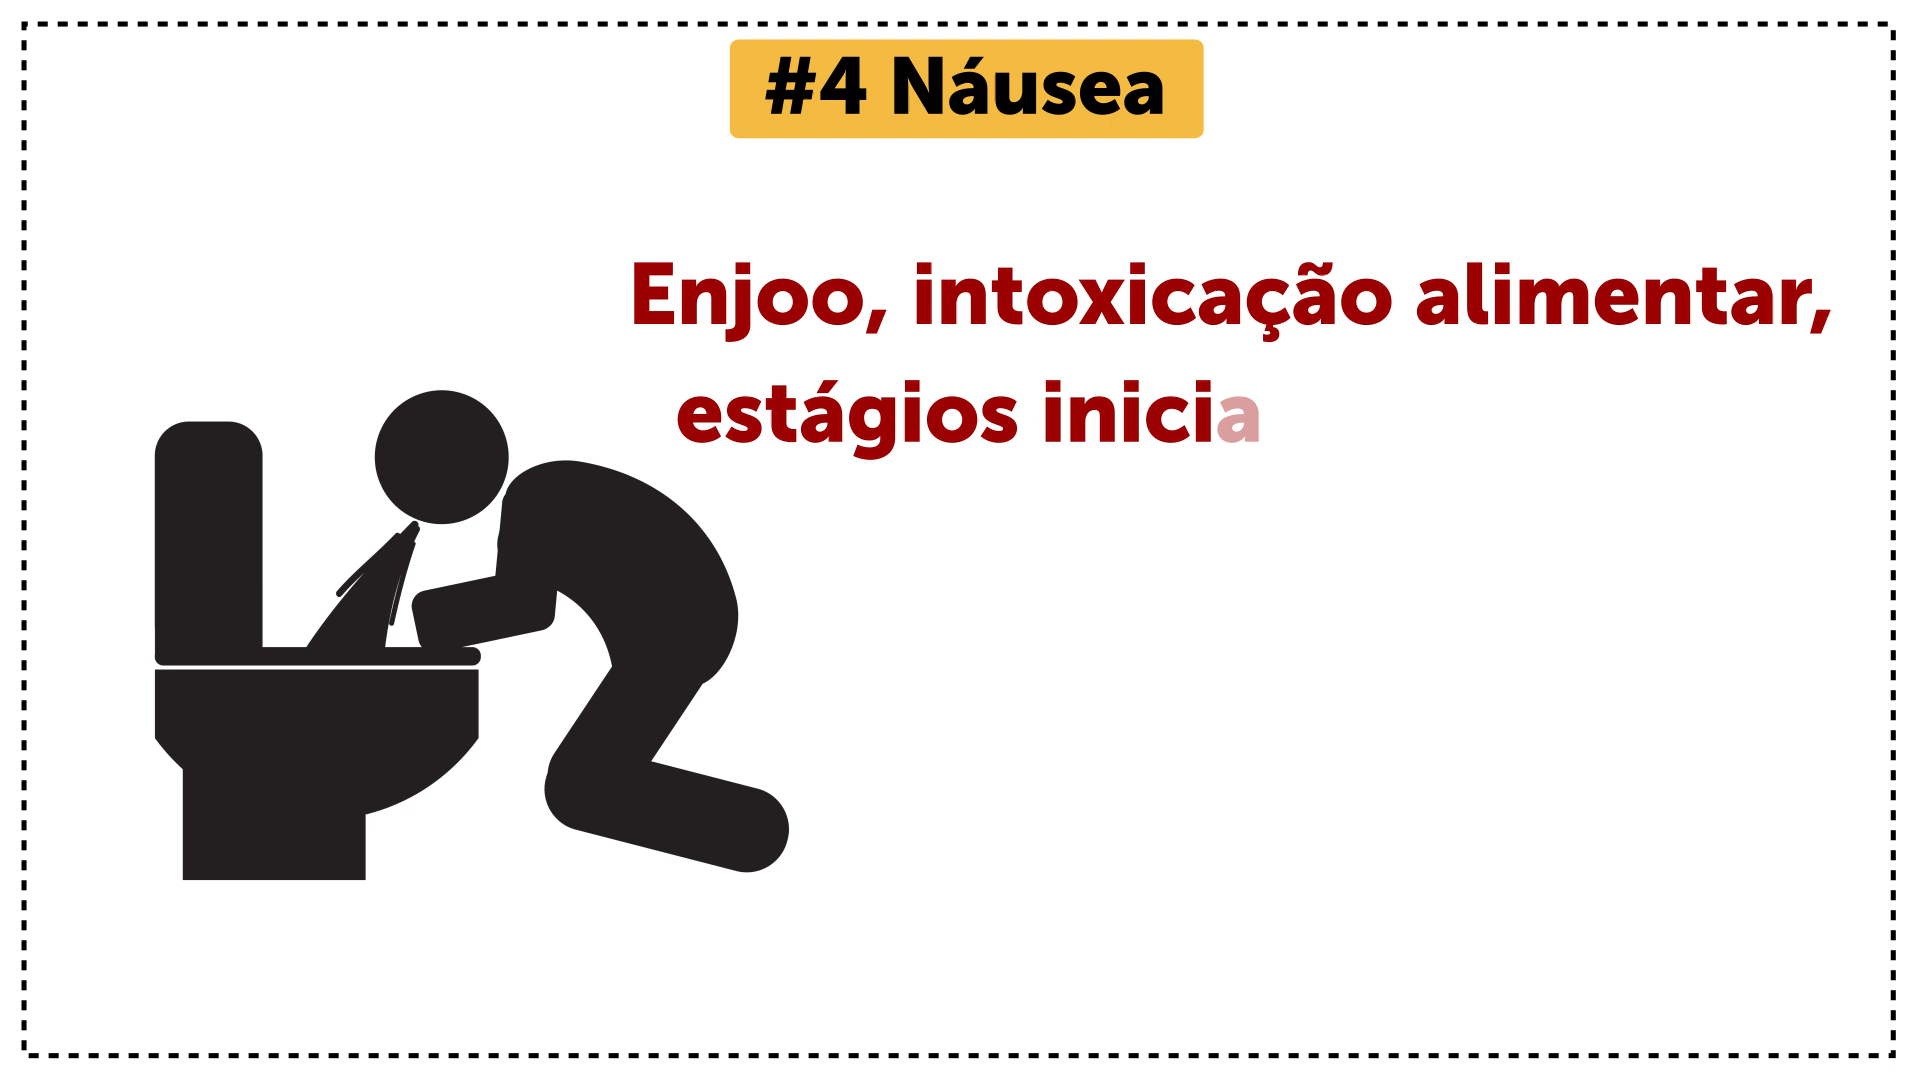 #4 Náusea
Enjoo, intoxicação alimentar,
estágios inicia